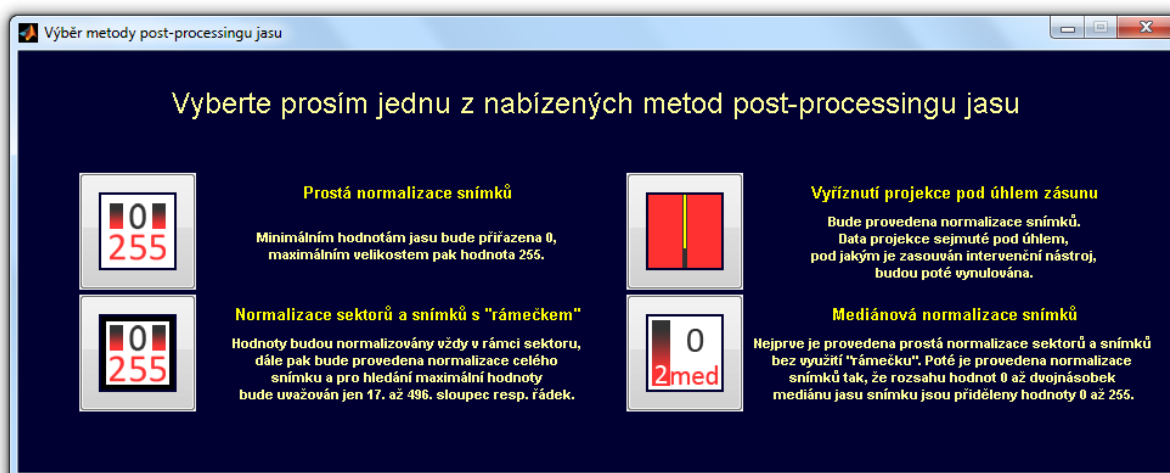 Výběr metody post-processingu jasu
Vyberte prosím jednu z nabízených metod post-processingu jasu
0
255
Prostá normalizace snímků
Minimálním hodnotám jasu bude přiřazena 0,
maximálním velikostem pak hodnota 255.
Vyříznutí projekce pod úhlem zásunu
Bude provedena normalizace snímků.
Data projekce sejmuté pod úhlem,
pod jakým je zasouván intervenční nástroj,
budou poté vynulována.
0
255
Normalizace sektorů a snímků s "rámečkem"
Hodnoty budou normalizovány vždy v rámci sektoru,
dále pak bude provedena normalizace celého
snímku a pro hledání maximální hodnoty
bude uvažován jen 17. až 496. sloupec resp. řádek.
0
2med
Mediánová normalizace snímků
Nejprve je provedena prostá normalizace sektorů a snímků
bez využití "rámečku". Poté je provedena normalizace
snímků tak, že rozsahu hodnot 0 až dvojnásobek
mediánu jasu snímku jsou přiděleny hodnoty 0 až 255.